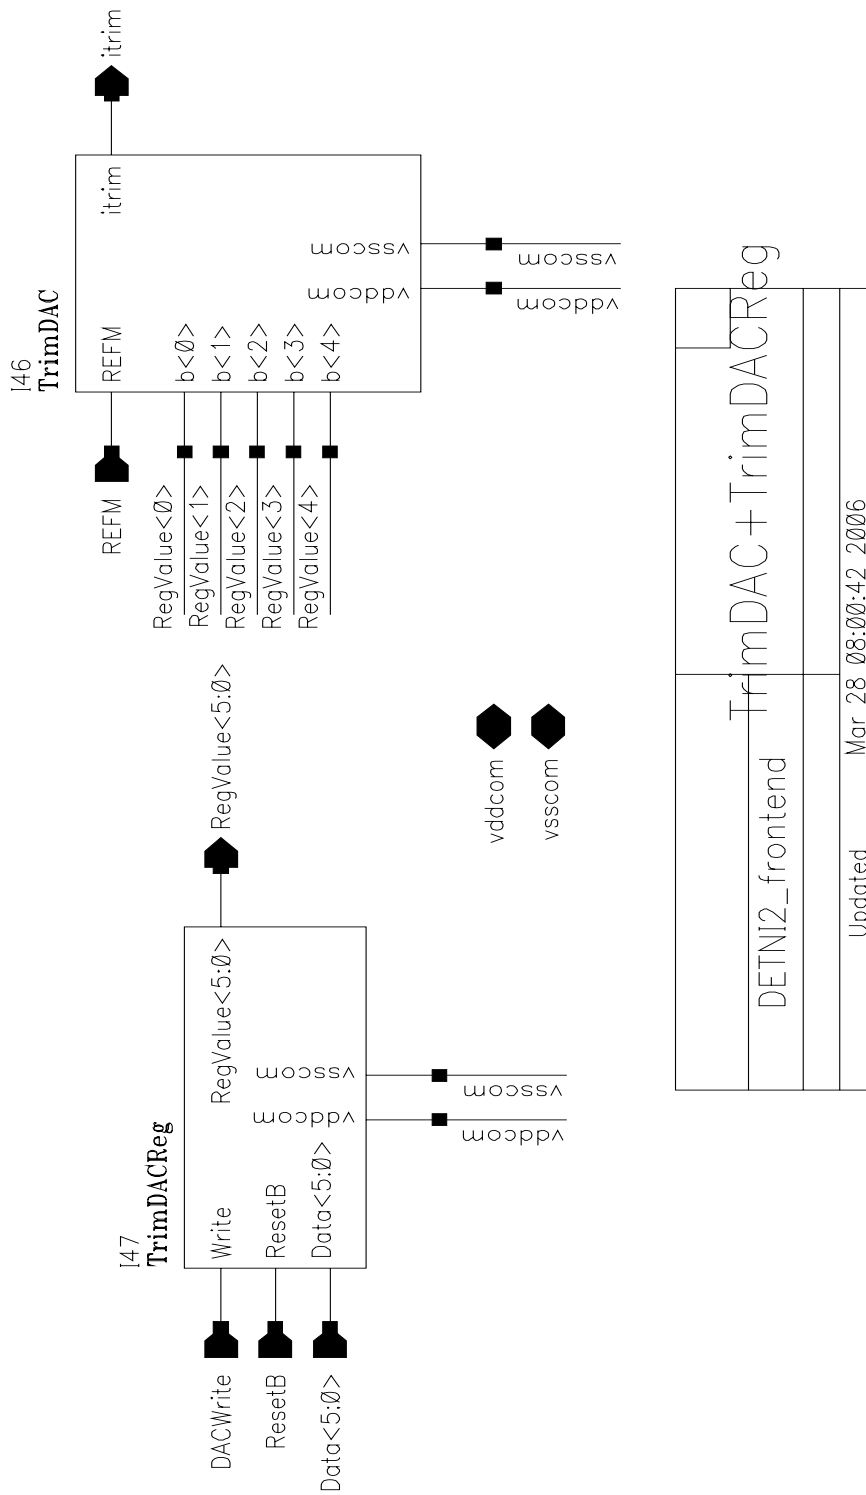 I47
TrimDACReg
DACWrite
Write
RegValue<5:0>
RegValue<5:0>
ResetB
ResetB
Data<5:0>
Data<5:0>
vddcom
vsscom
vddcom
vsscom
I46
TrimDAC
REFM
REFM
itrim
itrim
RegValue<0>
b<0>
RegValue<1>
b<1>
RegValue<2>
b<2>
RegValue<3>
b<3>
RegValue<4>
b<4>
vddcom
vsscom
vddcom
vsscom
vddcom
vsscom
DETNI2_frontend
TrimDAC+TrimDACReg
Updated
Mar 28 08:00:42 2006